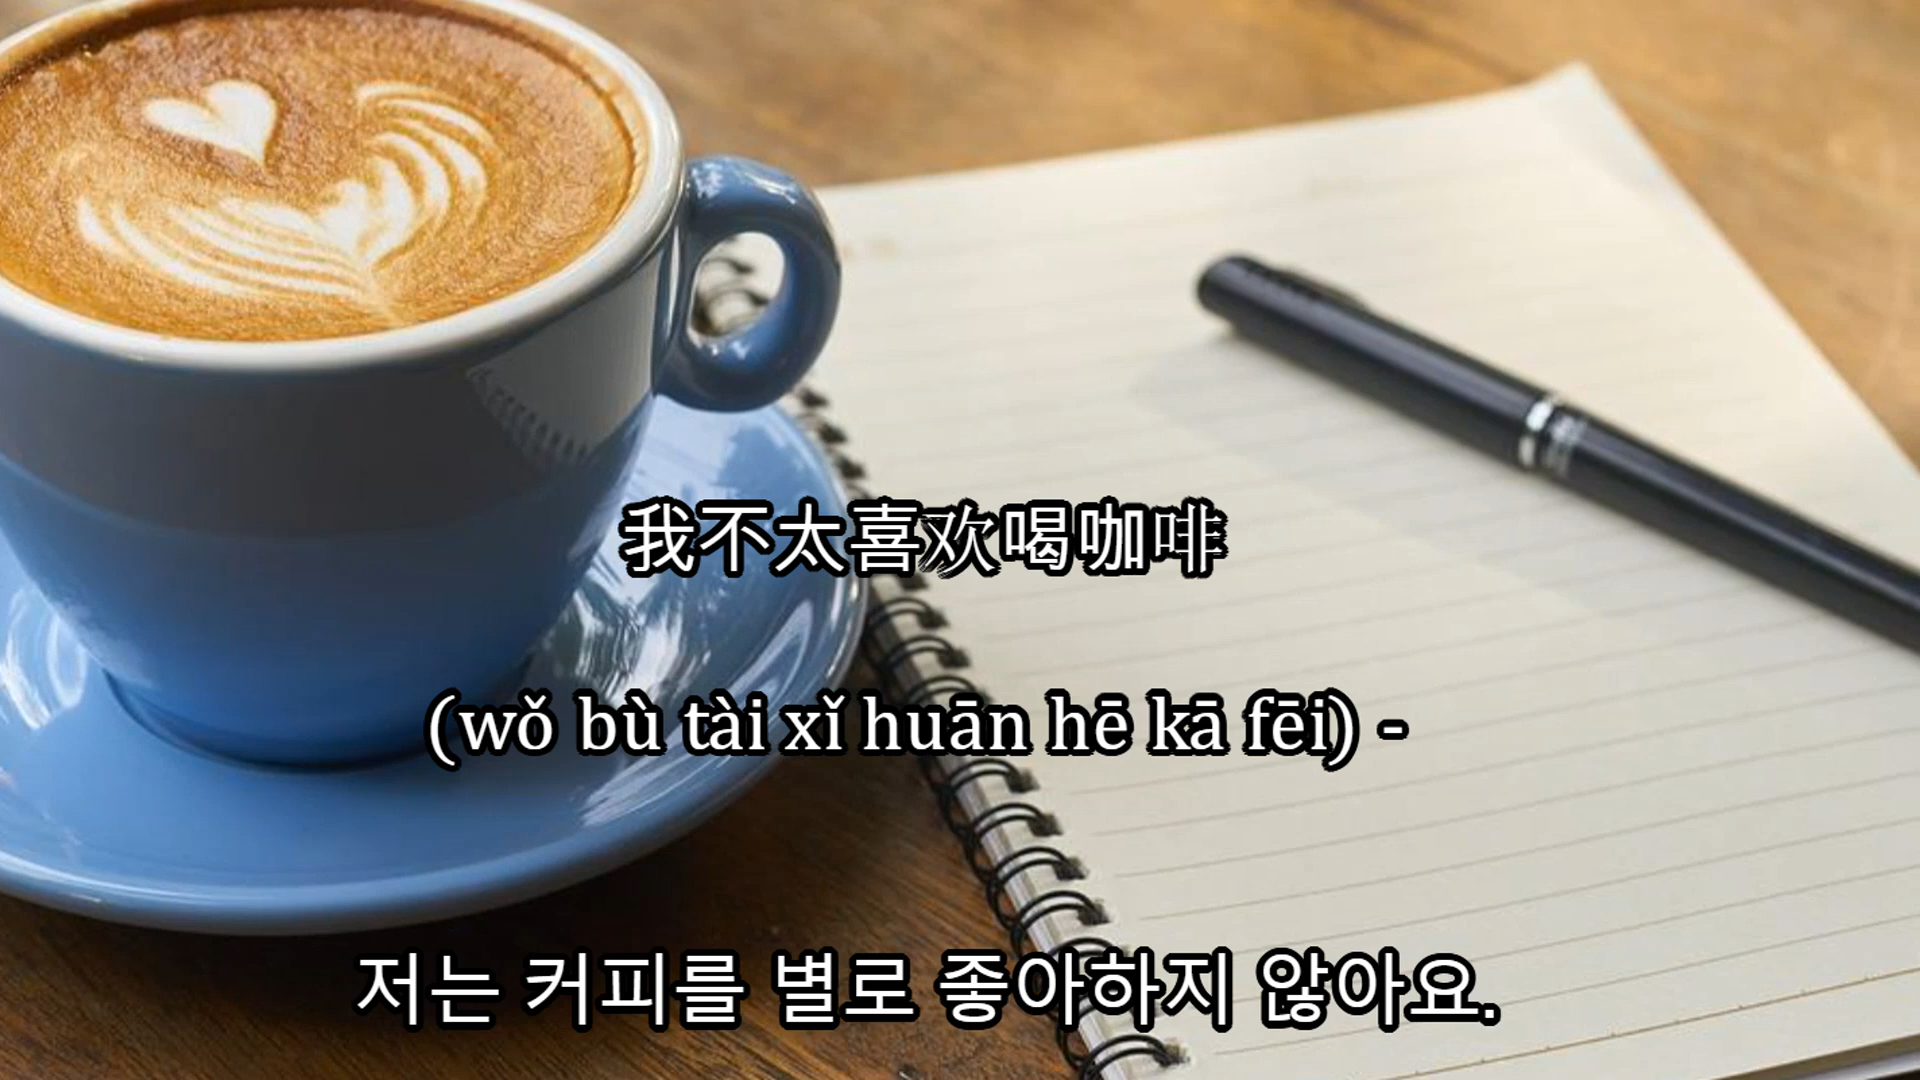 我不太喜欢喝咖啡
(wǒ bù tài xǐ huān hē kā fēi) -
저는 커피를 별로 좋아하지 않아요.